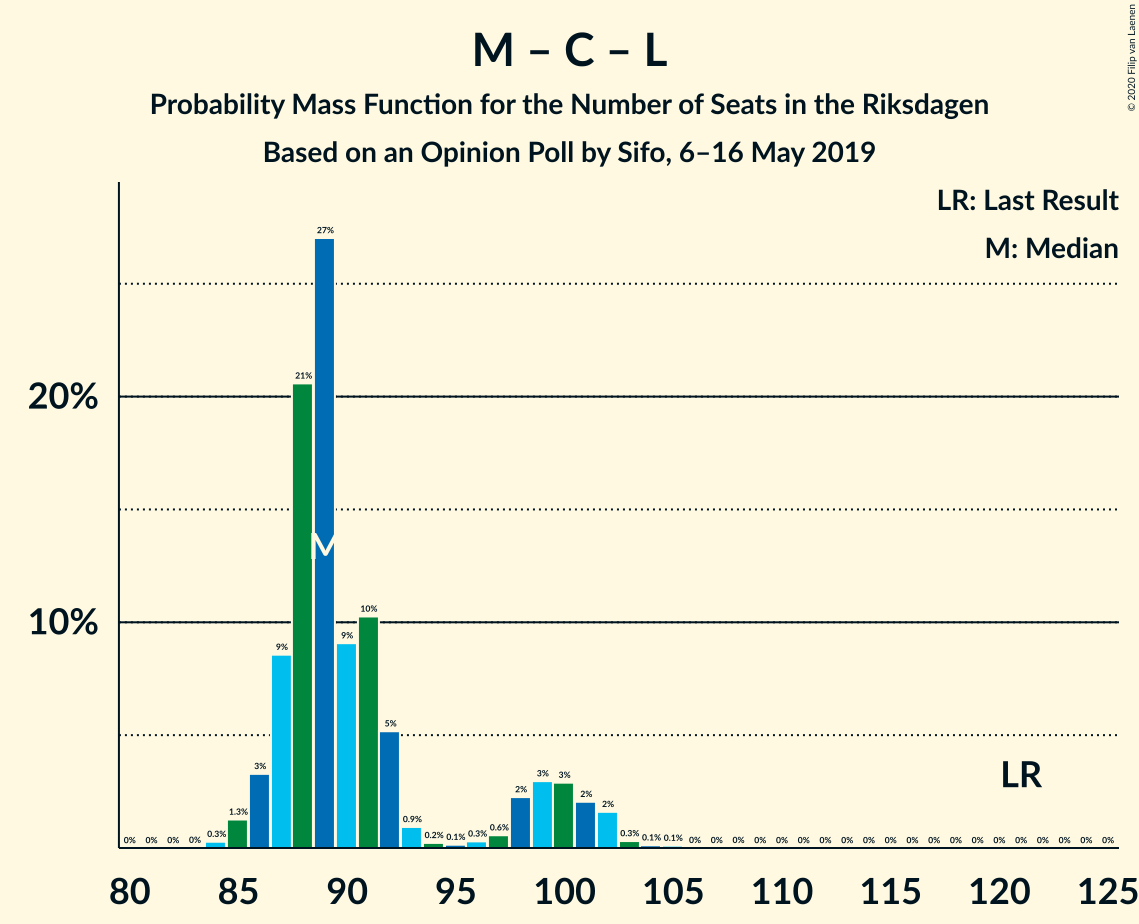 M – C – L
Probability Mass Function for the Number of Seats in the Riksdagen
Based on an Opinion Poll by Sifo, 6–16 May 2019
© 2020 Filip van Laenen
LR: Last Result
M: Median
20%
10%
0% 0% 0% 0% 0.3% 1.3% 3% 9% 21% 27% 9% 10% 5% 0.9% 0.2% 0.1% 0.3% 0.6% 2% 3% 3% 2% 2% 0.3% 0.1% 0.1% 0% 0% 0% 0% 0% 0% 0% 0% 0% 0% 0% 0% 0% 0% 0% 0% 0% 0% 0% 0%
M
LR
80 85 90 95 100 105 110 115 120 125